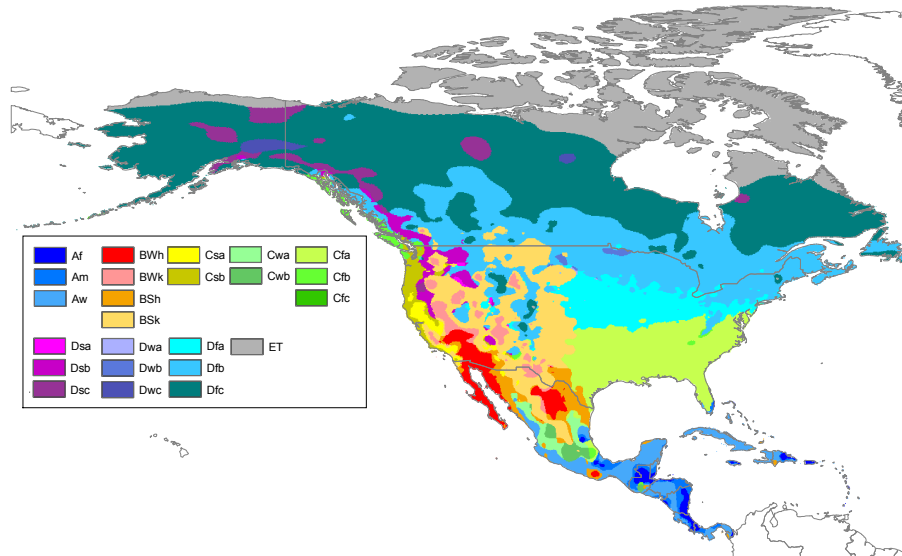 Af BWh Csa Cwa Cfa
Am BWk Csb Cwb Cfb
Aw BSh Cfc
BSk
Dsa Dwa Dfa ET
Dsb Dwb Dfb
Dsc Dwc Dfc